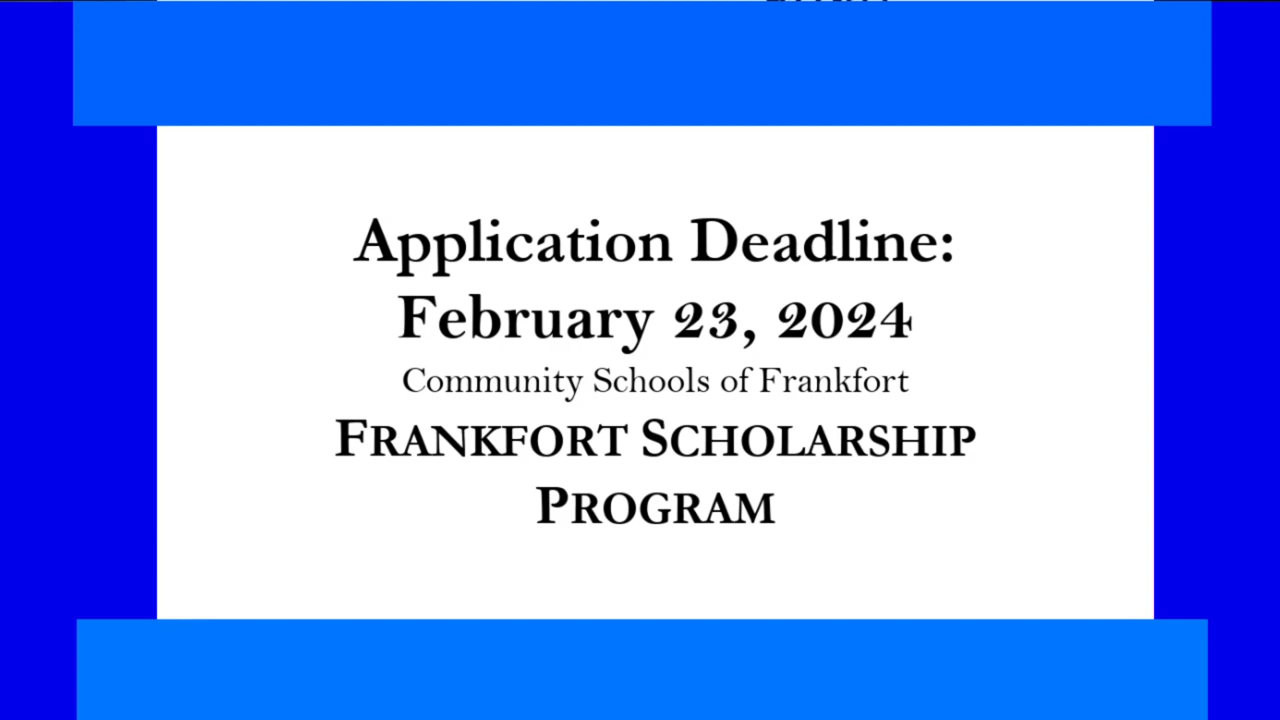 Application Deadline:
February 23, 2024
Community Schools of Frankfort
FRANKFORT SCHOLARSHIP
PROGRAM